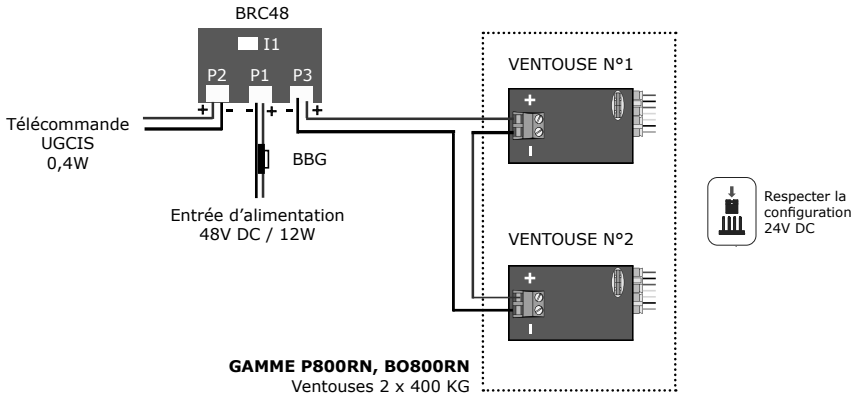 BRC48
I1
P2 P1 P3
+ - - + - +
Télécommande
UGCIS
0,4W
BBG
Entrée d’alimentation
48V DC / 12W
VENTOUSE N°1
+
-
VENTOUSE N°2
+
-
GAMME P800RN, BO800RN
Ventouses 2 x 400 KG
Respecter la
configuration
24V DC